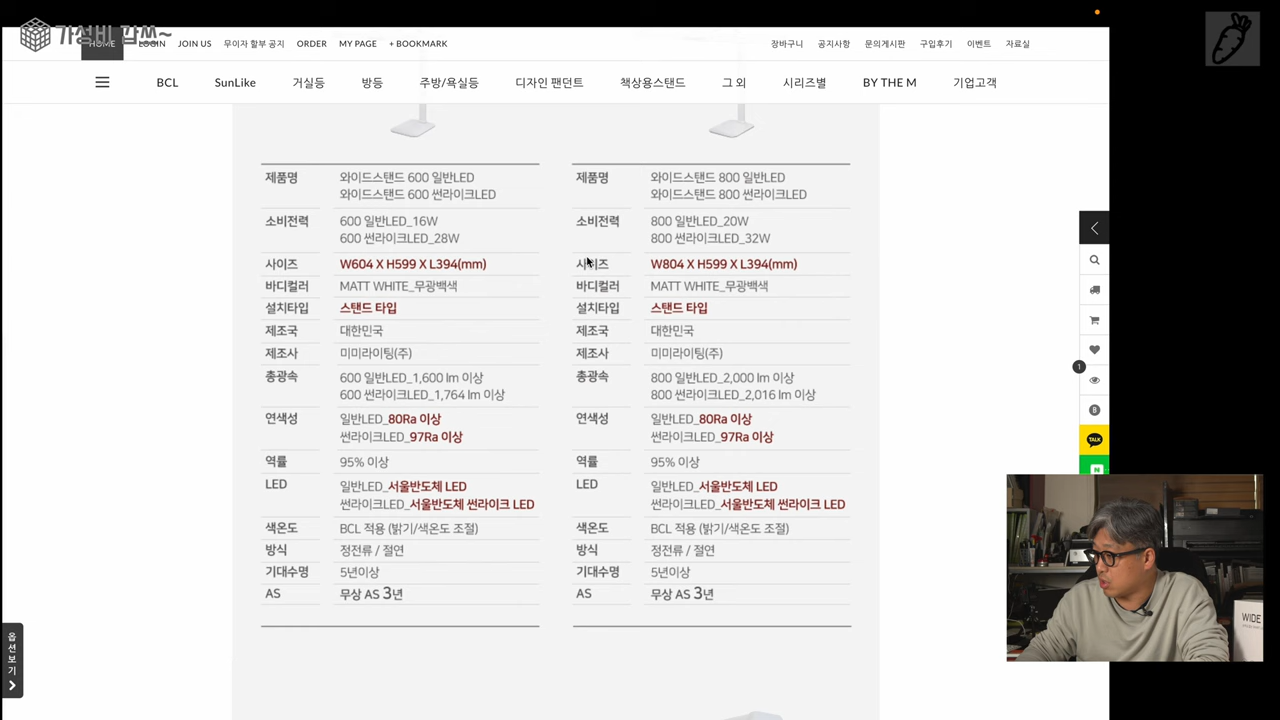 가성비 갑쓰~
HOME
LOGIN
JOIN US
무이자 할부 공지
ORDER
MY PAGE
+ BOOKMARK
장바구니
공지사항
문의게시판
구입후기
이벤트
자료실
BCL
SunLike
거실등
방등
주방/욕실등
디자인 팬던트
책상용스탠드
그 외
시리즈별
BY THE M
기업고객
제품명
와이드스탠드 600 일반LED
와이드스탠드 600 썬라이크LED
소비전력
600 일반LED_16W
600 썬라이크LED_28W
사이즈
W604 X H599 X L394(mm)
바디컬러
MATT WHITE_무광백색
설치타입
스탠드 타입
제조국
대한민국
제조사
미미라이팅(주)
총광속
600 일반LED_1,600 lm 이상
600 썬라이크LED_1,764 lm 이상
연색성
일반LED_80Ra 이상
썬라이크LED_97Ra 이상
역률
95% 이상
LED
일반LED_서울반도체 LED
썬라이크LED_서울반도체 썬라이크 LED
색온도
BCL 적용 (밝기/색온도 조절)
방식
정전류 / 절연
기대수명
5년이상
AS
무상 AS 3년
제품명
와이드스탠드 800 일반LED
와이드스탠드 800 썬라이크LED
소비전력
800 일반LED_20W
800 썬라이크LED_32W
사이즈
W804 X H599 X L394(mm)
바디컬러
MATT WHITE_무광백색
설치타입
스탠드 타입
제조국
대한민국
제조사
미미라이팅(주)
총광속
800 일반LED_2,000 lm 이상
800 썬라이크LED_2,016 lm 이상
연색성
일반LED_80Ra 이상
썬라이크LED_97Ra 이상
역률
95% 이상
LED
일반LED_서울반도체 LED
썬라이크LED_서울반도체 썬라이크 LED
색온도
BCL 적용 (밝기/색온도 조절)
방식
정전류 / 절연
기대수명
5년이상
AS
무상 AS 3년
1
B
TALK
N
옵션보기
WIDE